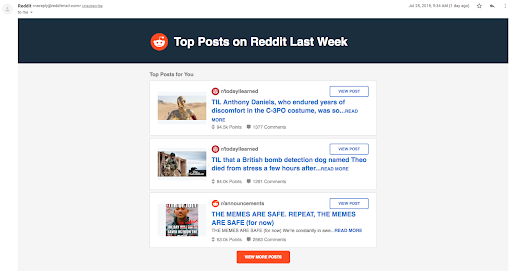 Reddit <noreply@redditmail.com> Unsubscribe
to me
Jul 25, 2018, 9:34 AM (1 day ago)
Top Posts on Reddit Last Week
Top Posts for You
r/todayilearned
VIEW POST
TIL Anthony Daniels, who endured years of
discomfort in the C-3PO costume, was so...READ
MORE
94.5k Points 1377 Comments
r/todayilearned
VIEW POST
TIL that a British bomb detection dog named Theo
died from stress a few hours after...READ MORE
94.0k Points 1281 Comments
r/announcements
VIEW POST
THE MEMES ARE SAFE. REPEAT, THE MEMES
ARE SAFE (for now)
THE MEMES ARE SAFE (for now) We're constantly in awe...READ MORE
Points Comments
VIEW MORE POSTS